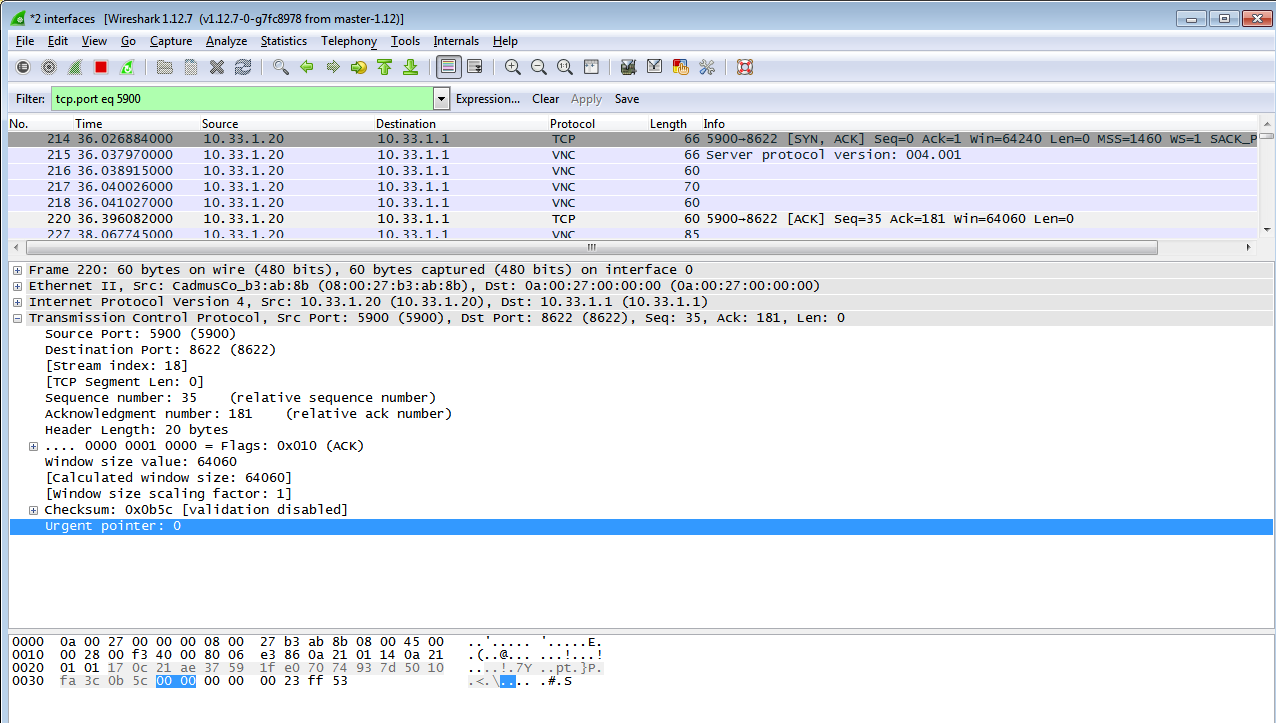 *2 interfaces [Wireshark 1.12.7 (v1.12.7-0-g7fc8978 from master-1.12)]
File Edit View Go Capture Analyze Statistics Telephony Tools Internals Help
Filter: tcp.port eq 5900 Expression... Clear Apply Save
No. Time Source Destination Protocol Length Info
214 36.026884000 10.33.1.20 10.33.1.1 TCP 66 5900→8622 [SYN, ACK] Seq=0 Ack=1 Win=64240 Len=0 MSS=1460 WS=1 SACK_P
215 36.037970000 10.33.1.20 10.33.1.1 VNC 66 Server protocol version: 004.001
216 36.038915000 10.33.1.20 10.33.1.1 VNC 60
217 36.040026000 10.33.1.20 10.33.1.1 VNC 70
218 36.041027000 10.33.1.20 10.33.1.1 VNC 60
220 36.396082000 10.33.1.20 10.33.1.1 TCP 60 5900→8622 [ACK] Seq=35 Ack=181 Win=64060 Len=0
227 38.067745000 10.33.1.20 10.33.1.1 VNC 85
Frame 220: 60 bytes on wire (480 bits), 60 bytes captured (480 bits) on interface 0
Ethernet II, Src: CadmusCo_b3:ab:8b (08:00:27:b3:ab:8b), Dst: 0a:00:27:00:00:00 (0a:00:27:00:00:00)
Internet Protocol Version 4, Src: 10.33.1.20 (10.33.1.20), Dst: 10.33.1.1 (10.33.1.1)
Transmission Control Protocol, Src Port: 5900 (5900), Dst Port: 8622 (8622), Seq: 35, Ack: 181, Len: 0
Source Port: 5900 (5900)
Destination Port: 8622 (8622)
[Stream index: 18]
[TCP Segment Len: 0]
Sequence number: 35 (relative sequence number)
Acknowledgment number: 181 (relative ack number)
Header Length: 20 bytes
.... 0000 0001 0000 = Flags: 0x010 (ACK)
Window size value: 64060
[Calculated window size: 64060]
[Window size scaling factor: 1]
Checksum: 0x0b5c [validation disabled]
Urgent pointer: 0
0000 0a 00 27 00 00 00 08 00 27 b3 ab 8b 08 00 45 00 ..'..... '.....E.
0010 00 28 00 f3 40 00 80 06 e3 86 0a 21 01 14 0a 21 .(..@... ...!...!
0020 01 01 17 0c 21 ae 37 59 1f e0 70 74 93 7d 50 10 ....!.7Y ..pt.}P.
0030 fa 3c 0b 5c 00 00 00 00 00 23 ff 53 .<.\.... .#.S